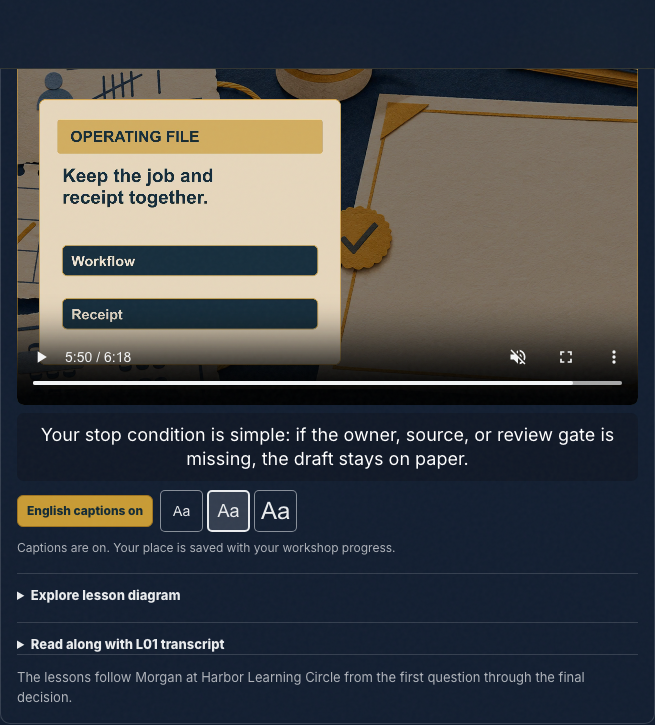 OPERATING FILE
Keep the job and
receipt together.
Workflow
Receipt
5:50 / 6:18
Your stop condition is simple: if the owner, source, or review gate is
missing, the draft stays on paper.
English captions on
Aa
Aa
Aa
Captions are on. Your place is saved with your workshop progress.
Explore lesson diagram
Read along with L01 transcript
The lessons follow Morgan at Harbor Learning Circle from the first question through the final
decision.